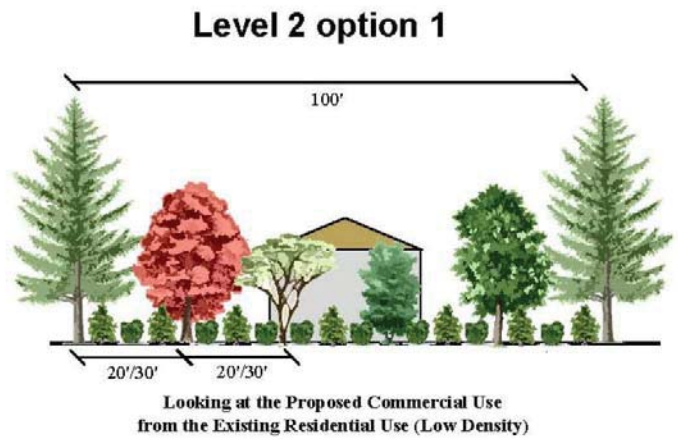 Level 2 option 1
100'
20'/30' 20'/30'
Looking at the Proposed Commercial Use
from the Existing Residential Use (Low Density)